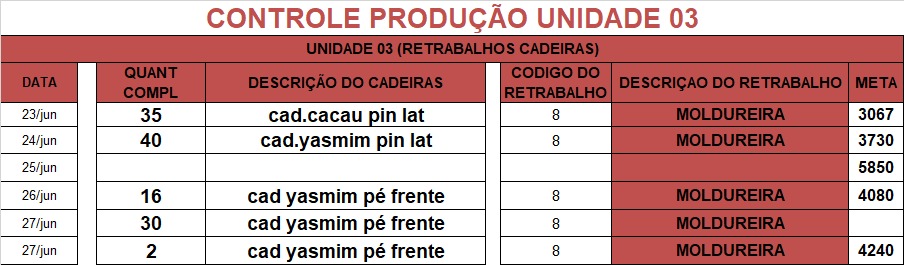 CONTROLE PRODUÇÃO UNIDADE 03
UNIDADE 03 (RETRABALHOS CADEIRAS)
DATA QUANT COMPL DESCRIÇÃO DO CADEIRAS CODIGO DO RETRABALHO DESCRIÇAO DO RETRABALHO META
23/jun 35 cad.cacau pin lat 8 MOLDUREIRA 3067
24/jun 40 cad.yasmim pin lat 8 MOLDUREIRA 3730
25/jun 5850
26/jun 16 cad yasmim pé frente 8 MOLDUREIRA 4080
27/jun 30 cad yasmim pé frente 8 MOLDUREIRA
27/jun 2 cad yasmim pé frente 8 MOLDUREIRA 4240